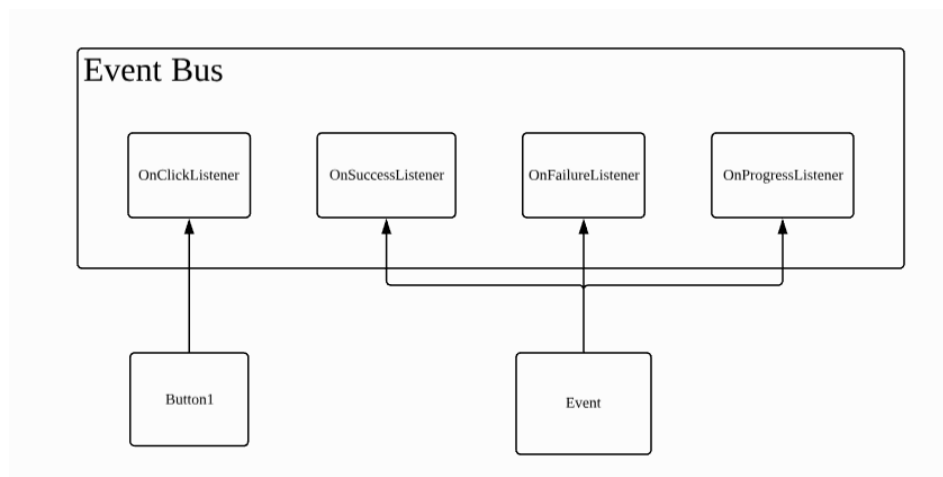 Event Bus
OnClickListener
OnSuccessListener
OnFailureListener
OnProgressListener
Button1
Event